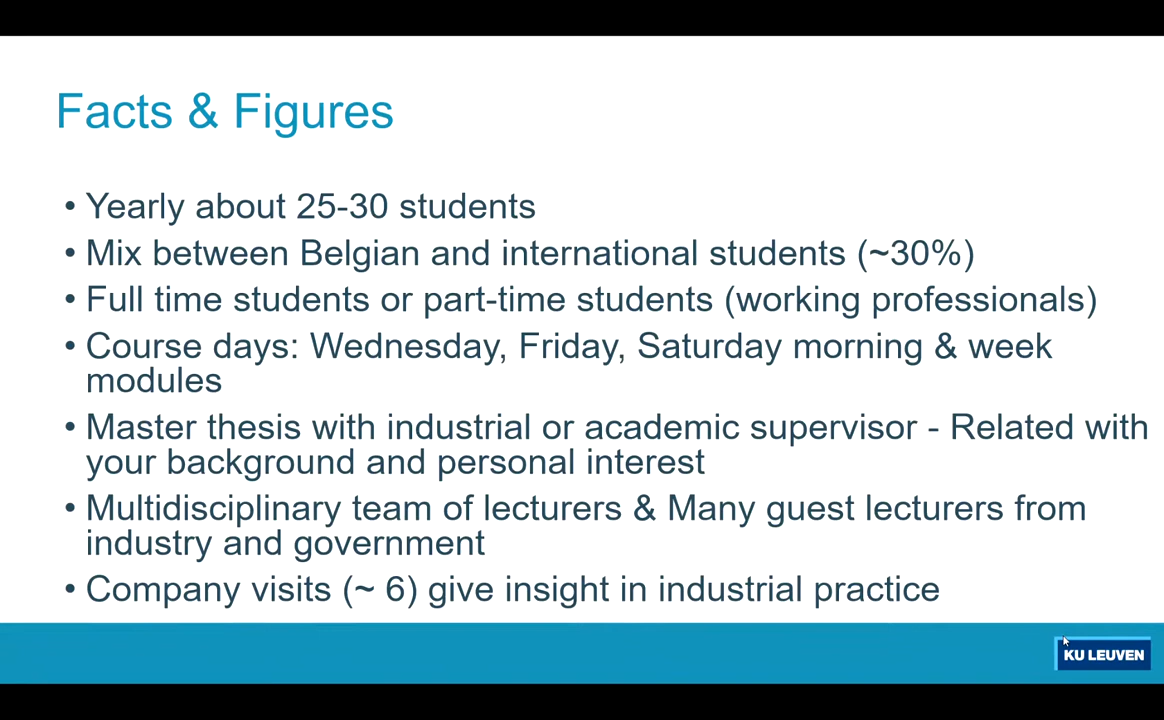 Facts & Figures
• Yearly about 25-30 students
• Mix between Belgian and international students (~30%)
• Full time students or part-time students (working professionals)
• Course days: Wednesday, Friday, Saturday morning & week
modules
• Master thesis with industrial or academic supervisor - Related with
your background and personal interest
• Multidisciplinary team of lecturers & Many guest lecturers from
industry and government
• Company visits (~ 6) give insight in industrial practice
KU LEUVEN